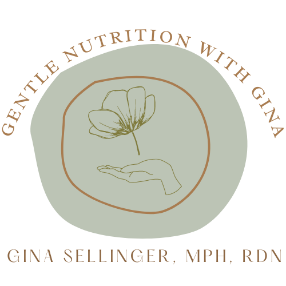 GENTLE NUTRITION WITH GINA
GINA SELLINGER, MPH, RDN